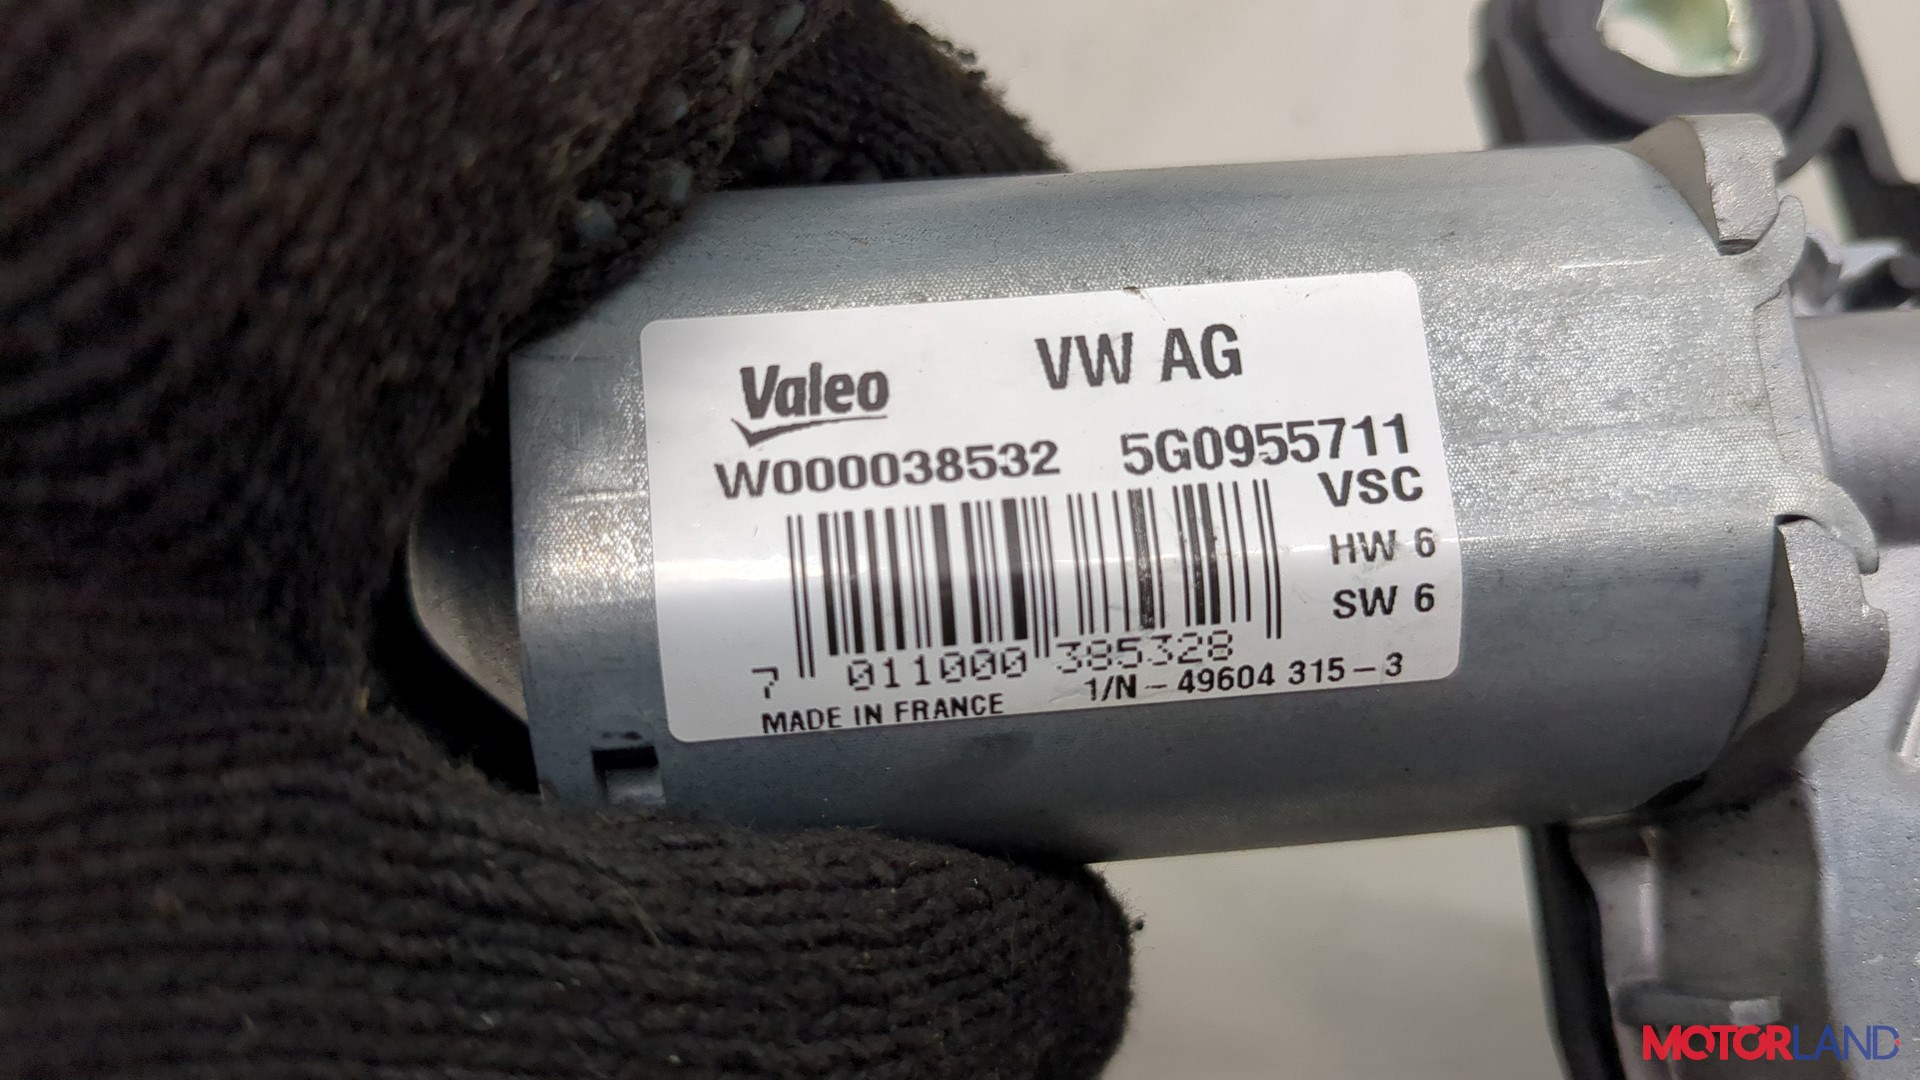 Valeo VW AG
W000038532 5G0955711
VSC
HW 6
SW 6
7 011000 385328
MADE IN FRANCE 1/N - 49604 315 - 3
MOTORLAND